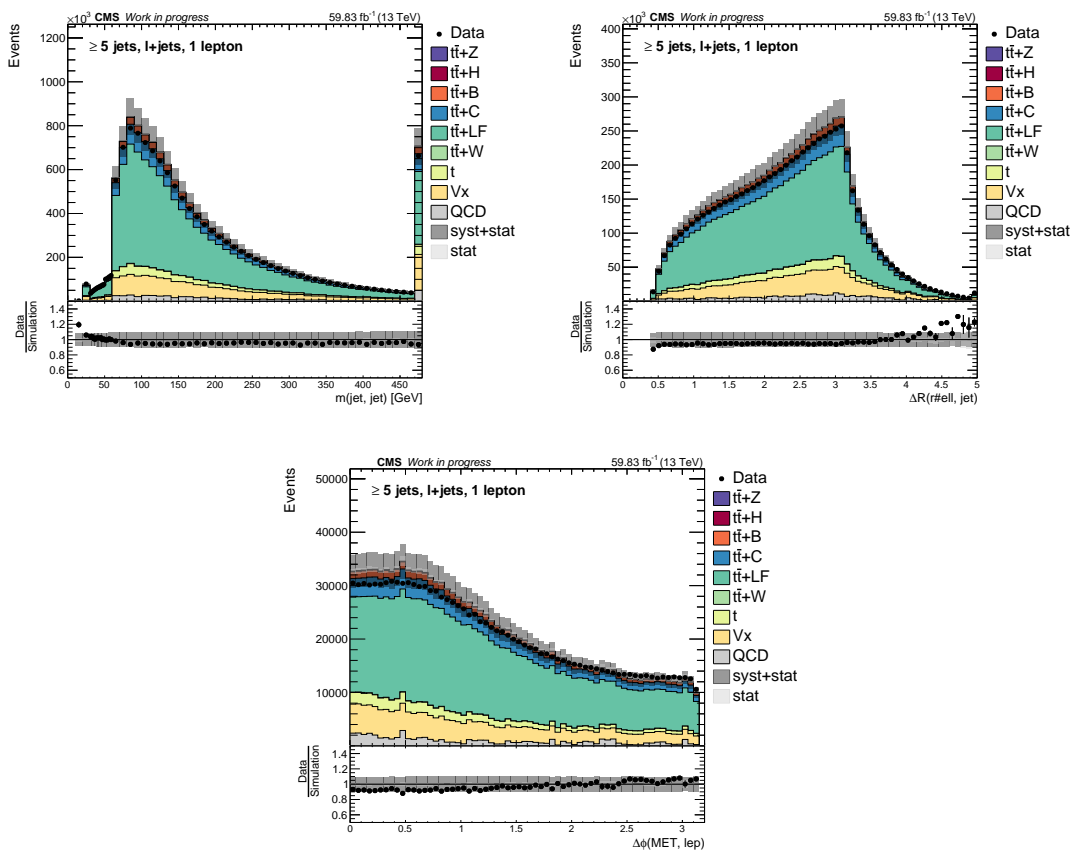 ×10³ CMS Work in progress 59.83 fb⁻¹ (13 TeV)
Events
≥ 5 jets, l+jets, 1 lepton
1200
1000
800
600
400
200
Data
tt̄+Z
tt̄+H
tt̄+B
tt̄+C
tt̄+LF
tt̄+W
t
Vx
QCD
syst+stat
stat
Data
Simulation
1.4
1.2
1
0.8
0.6
0 50 100 150 200 250 300 350 400 450
m(jet, jet) [GeV]
×10³ CMS Work in progress 59.83 fb⁻¹ (13 TeV)
Events
≥ 5 jets, l+jets, 1 lepton
400
350
300
250
200
150
100
50
0
Data
tt̄+Z
tt̄+H
tt̄+B
tt̄+C
tt̄+LF
tt̄+W
t
Vx
QCD
syst+stat
stat
Data
Simulation
1.4
1.2
1
0.8
0.6
0 0.5 1 1.5 2 2.5 3 3.5 4 4.5 5
ΔR(r#ell, jet)
CMS Work in progress 59.83 fb⁻¹ (13 TeV)
Events
≥ 5 jets, l+jets, 1 lepton
50000
40000
30000
20000
10000
Data
tt̄+Z
tt̄+H
tt̄+B
tt̄+C
tt̄+LF
tt̄+W
t
Vx
QCD
syst+stat
stat
Data
Simulation
1.4
1.2
1
0.8
0.6
0 0.5 1 1.5 2 2.5 3
Δϕ(MET, lep)